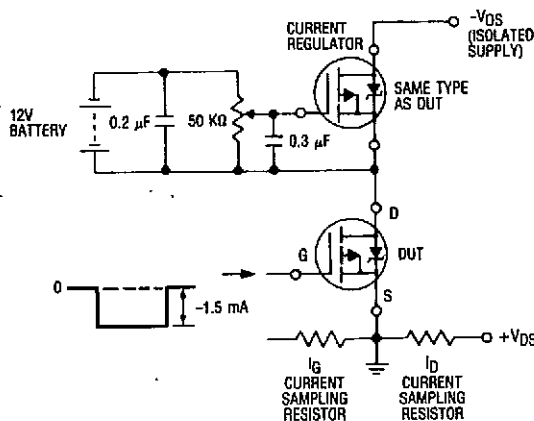 CURRENT
REGULATOR
-VDS
(ISOLATED
SUPPLY)
SAME TYPE
AS DUT
12V
BATTERY
0.2 µF
50 KΩ
0.3 µF
D
G
DUT
S
0
-1.5 mA
+VDS
IG
CURRENT
SAMPLING
RESISTOR
ID
CURRENT
SAMPLING
RESISTOR